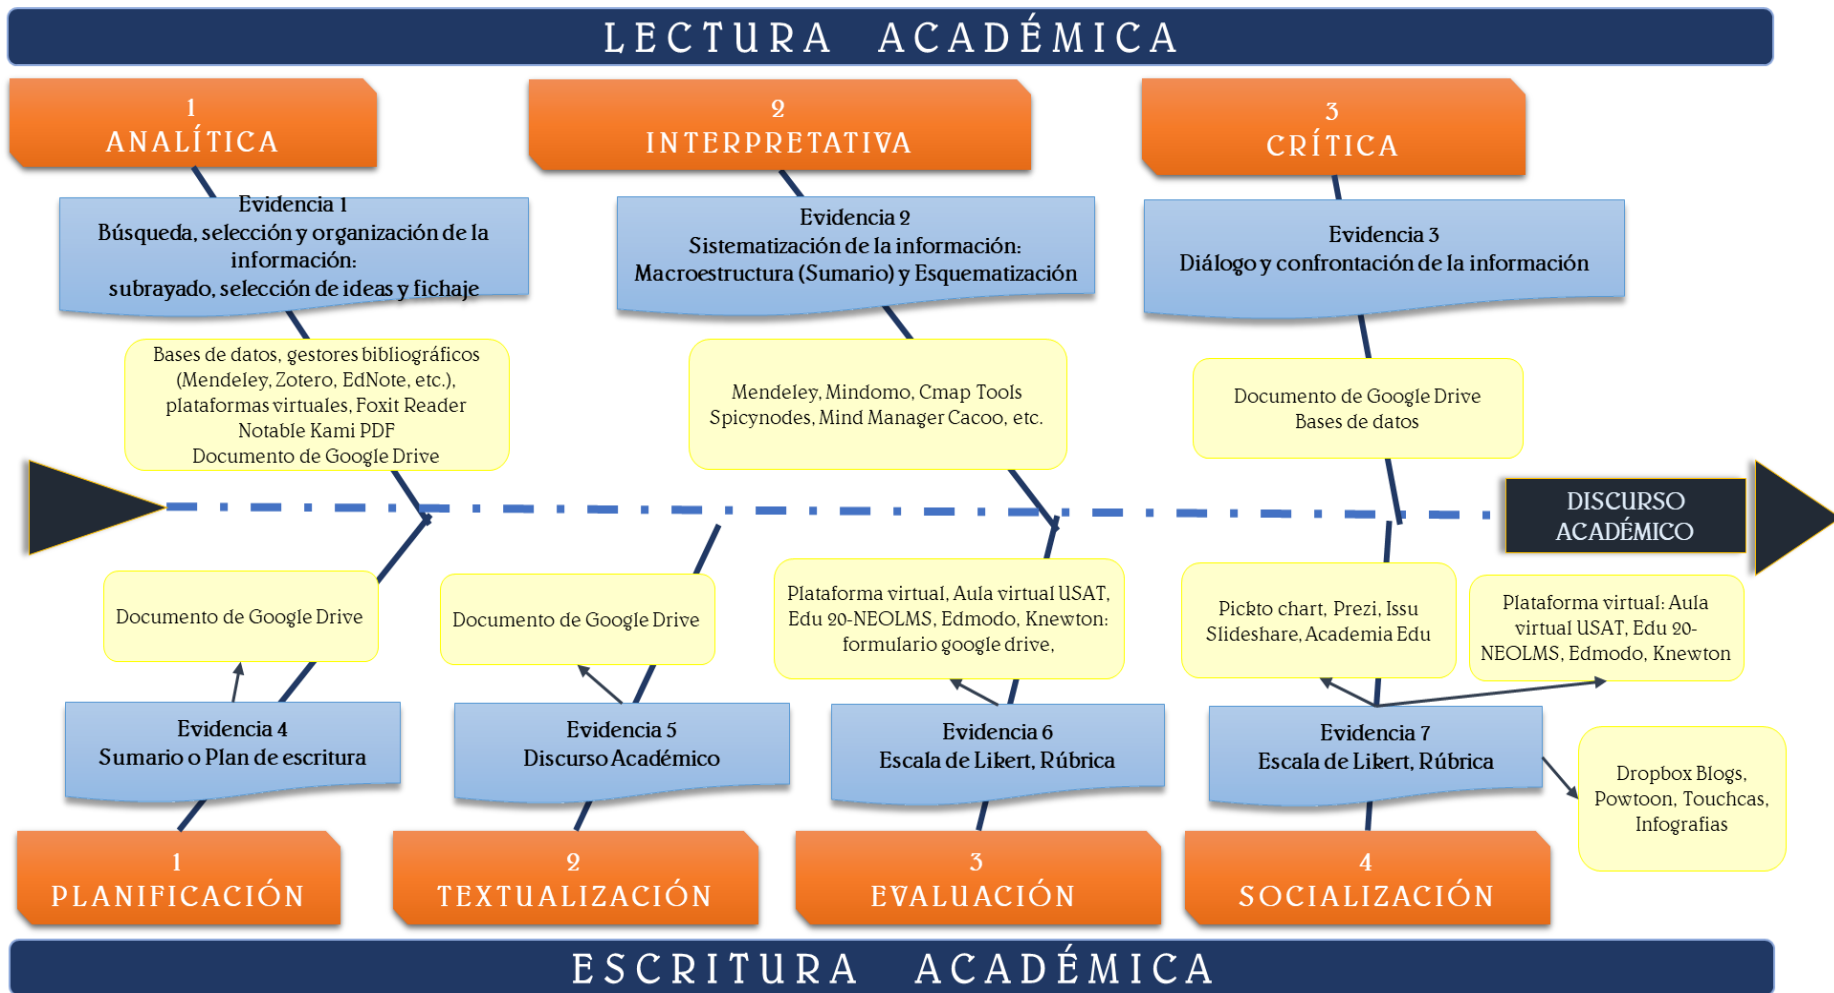 LECTURA ACADÉMICA
1
ANALÍTICA
2
INTERPRETATIVA
3
CRÍTICA
Evidencia 1
Búsqueda, selección y organización de la
información:
subrayado, selección de ideas y fichaje
Evidencia 2
Sistematización de la información:
Macroestructura (Sumario) y Esquematización
Evidencia 3
Diálogo y confrontación de la información
Bases de datos, gestores bibliográficos
(Mendeley, Zotero, EdNote, etc.),
plataformas virtuales, Foxit Reader
Notable Kami PDF
Documento de Google Drive
Mendeley, Mindomo, Cmap Tools
Spicynodes, Mind Manager Cacoo, etc.
Documento de Google Drive
Bases de datos
DISCURSO
ACADÉMICO
Documento de Google Drive
Documento de Google Drive
Plataforma virtual, Aula virtual USAT,
Edu 20-NEOLMS, Edmodo, Knewton:
formulario google drive,
Pickto chart, Prezi, Issu
Slideshare, Academia Edu
Plataforma virtual: Aula
virtual USAT, Edu 20-
NEOLMS, Edmodo, Knewton
Evidencia 4
Sumario o Plan de escritura
Evidencia 5
Discurso Académico
Evidencia 6
Escala de Likert, Rúbrica
Evidencia 7
Escala de Likert, Rúbrica
Dropbox Blogs,
Powtoon, Touchcas,
Infografias
1
PLANIFICACIÓN
2
TEXTUALIZACIÓN
3
EVALUACIÓN
4
SOCIALIZACIÓN
ESCRITURA ACADÉMICA